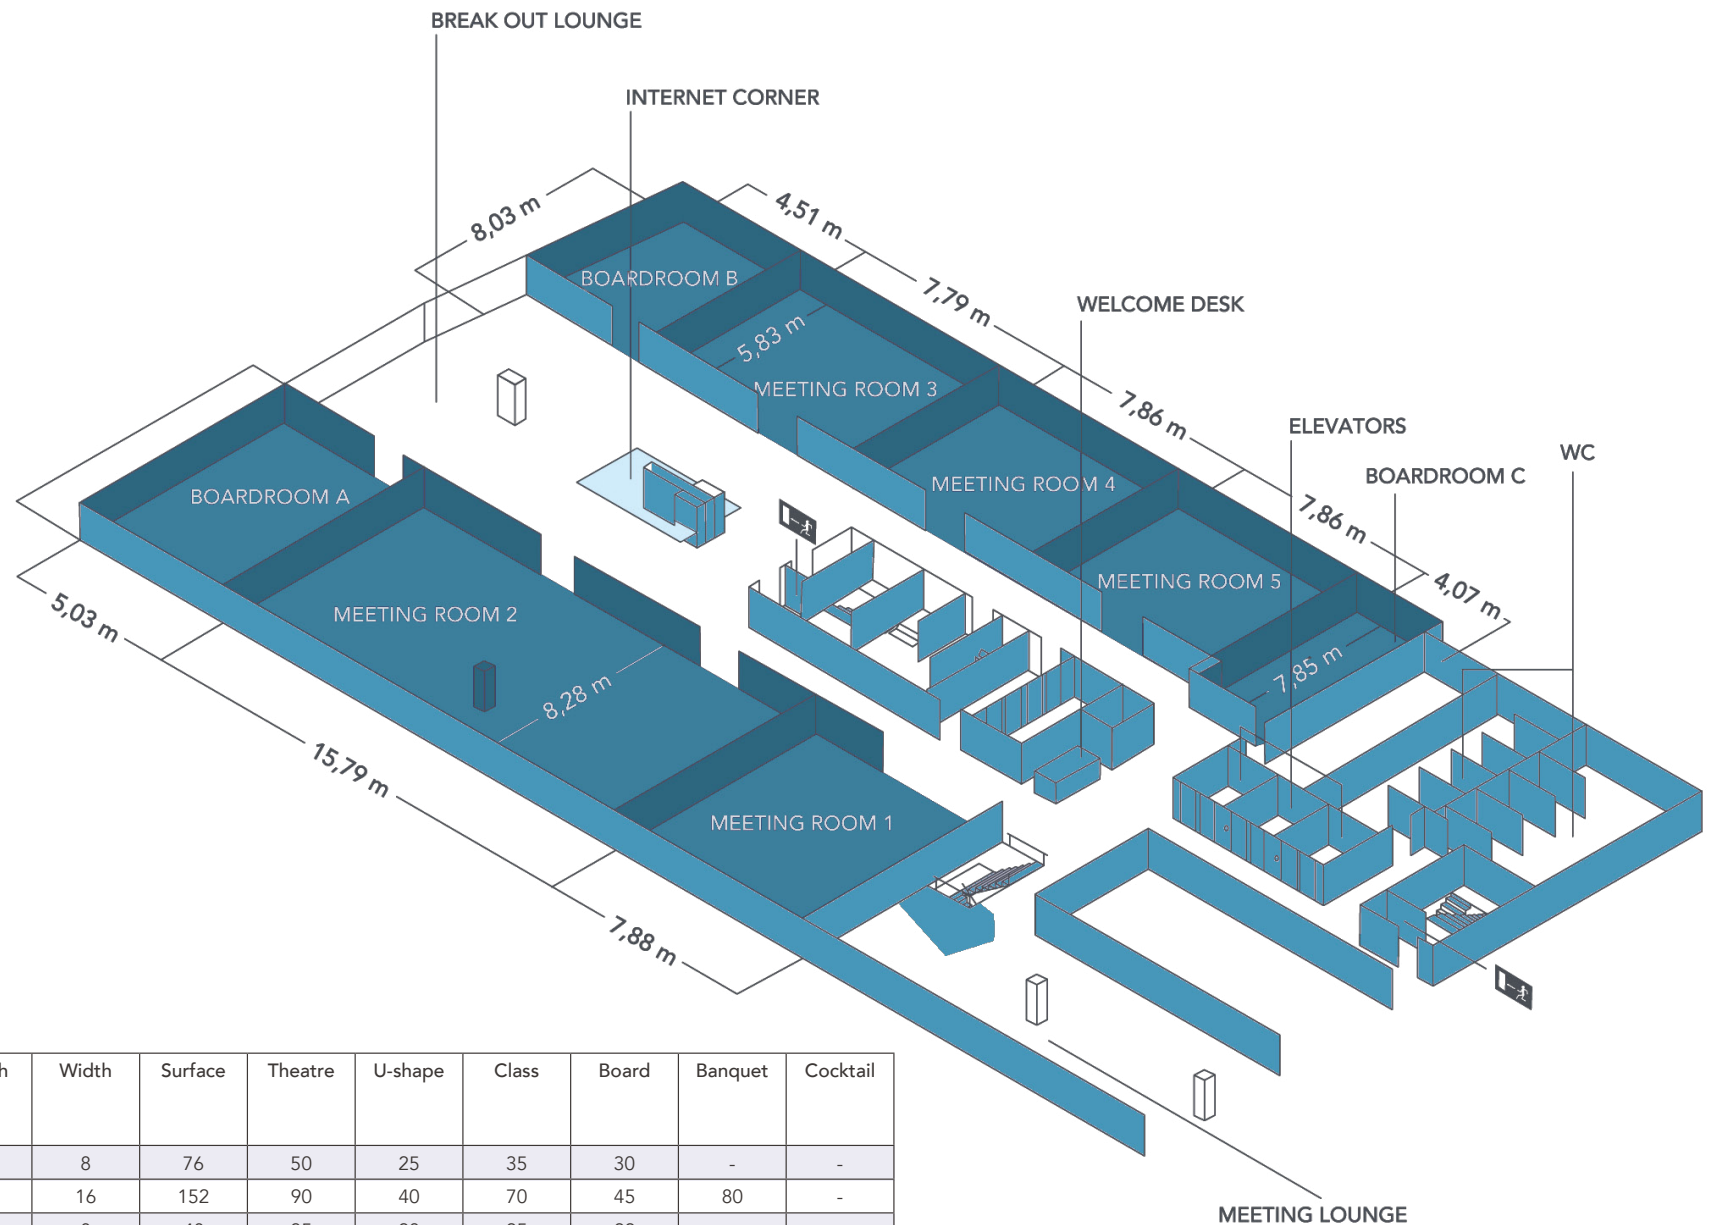 BREAK OUT LOUNGE
INTERNET CORNER
8,03 m
4,51 m
BOARDROOM B
7,79 m
WELCOME DESK
5,83 m
MEETING ROOM 3
7,86 m
ELEVATORS
WC
BOARDROOM C
MEETING ROOM 4
BOARDROOM A
7,86 m
MEETING ROOM 5
4,07 m
5,03 m
MEETING ROOM 2
7,85 m
8,28 m
15,79 m
MEETING ROOM 1
7,88 m
h Width Surface Theatre U-shape Class Board Banquet Cocktail
8 76 50 25 35 30 - -
16 152 90 40 70 45 80 -
MEETING LOUNGE